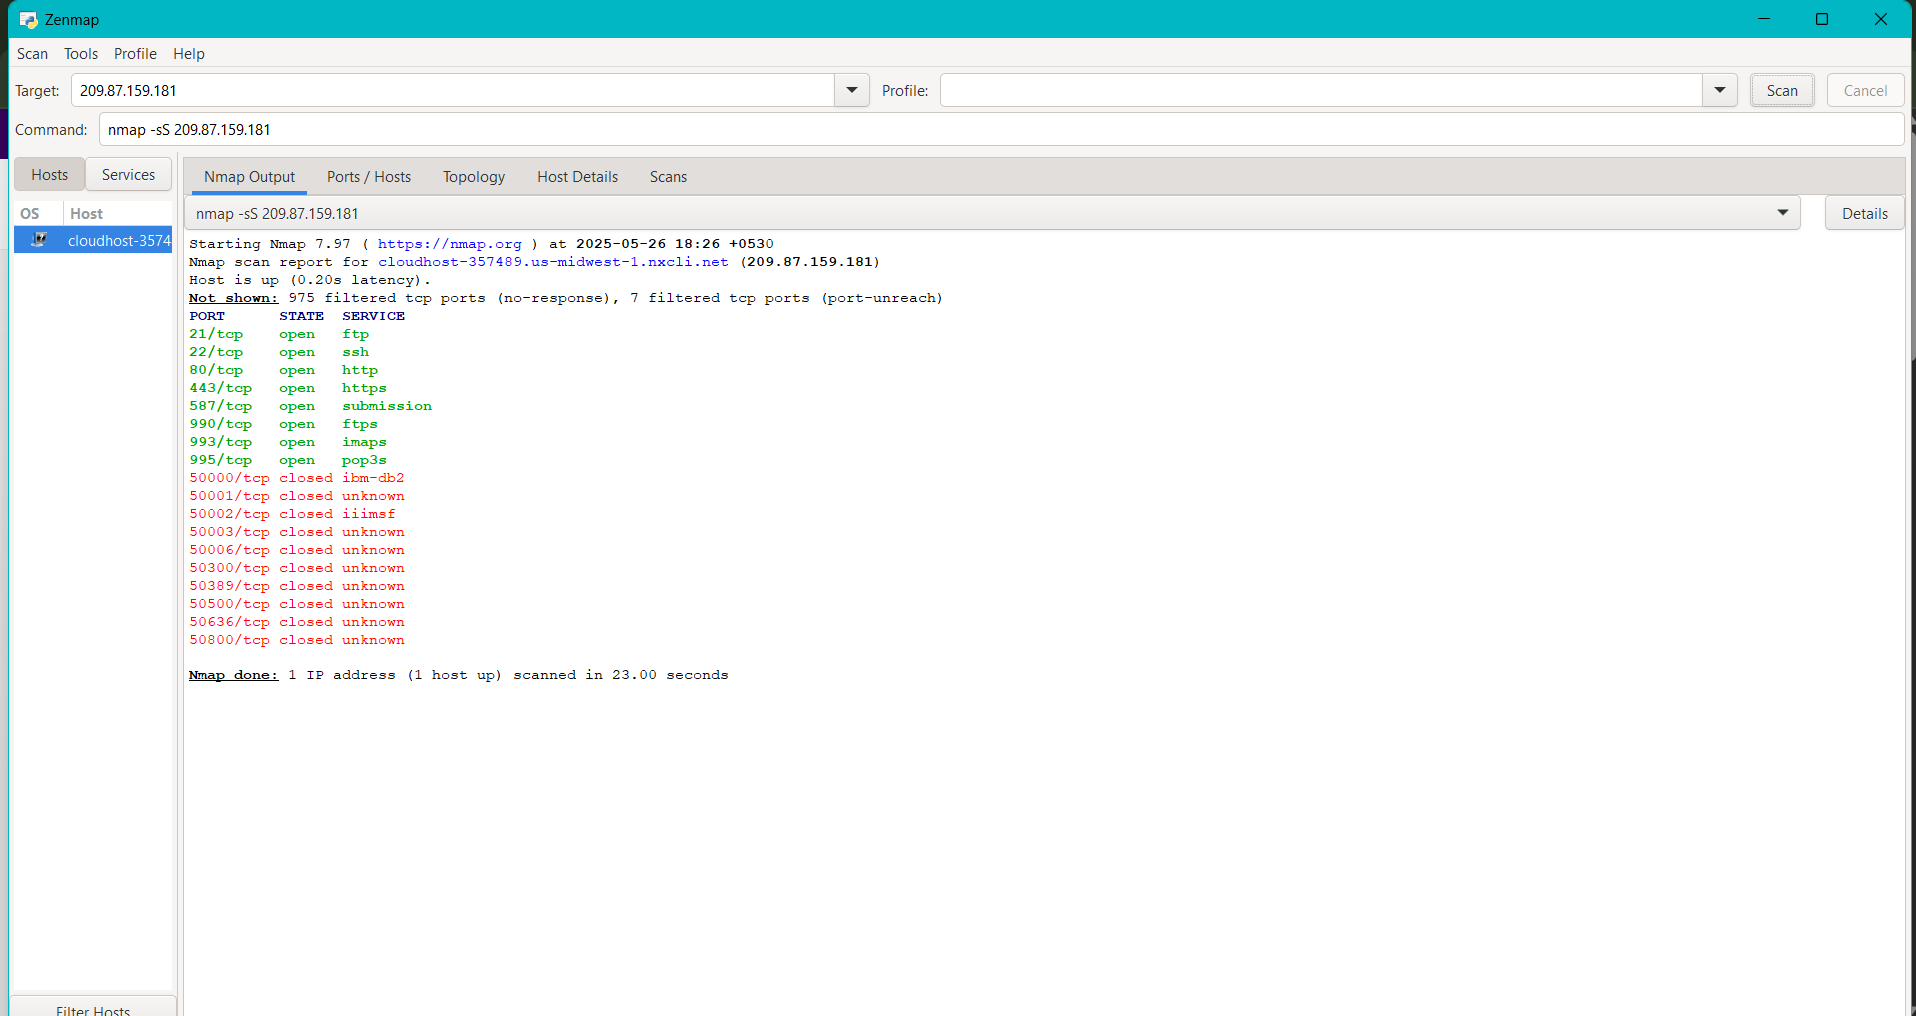 Zenmap
Scan Tools Profile Help
Target: 209.87.159.181 Profile: Scan Cancel
Command: nmap -sS 209.87.159.181
Hosts Services
Nmap Output Ports / Hosts Topology Host Details Scans
OS Host
cloudhost-3574
nmap -sS 209.87.159.181 Details
Starting Nmap 7.97 ( https://nmap.org ) at 2025-05-26 18:26 +0530
Nmap scan report for cloudhost-357489.us-midwest-1.nxcli.net (209.87.159.181)
Host is up (0.20s latency).
Not shown: 975 filtered tcp ports (no-response), 7 filtered tcp ports (port-unreach)
PORT STATE SERVICE
21/tcp open ftp
22/tcp open ssh
80/tcp open http
443/tcp open https
587/tcp open submission
990/tcp open ftps
993/tcp open imaps
995/tcp open pop3s
50000/tcp closed ibm-db2
50001/tcp closed unknown
50002/tcp closed iiimsf
50003/tcp closed unknown
50006/tcp closed unknown
50300/tcp closed unknown
50389/tcp closed unknown
50500/tcp closed unknown
50636/tcp closed unknown
50800/tcp closed unknown
Nmap done: 1 IP address (1 host up) scanned in 23.00 seconds
Filter Hosts